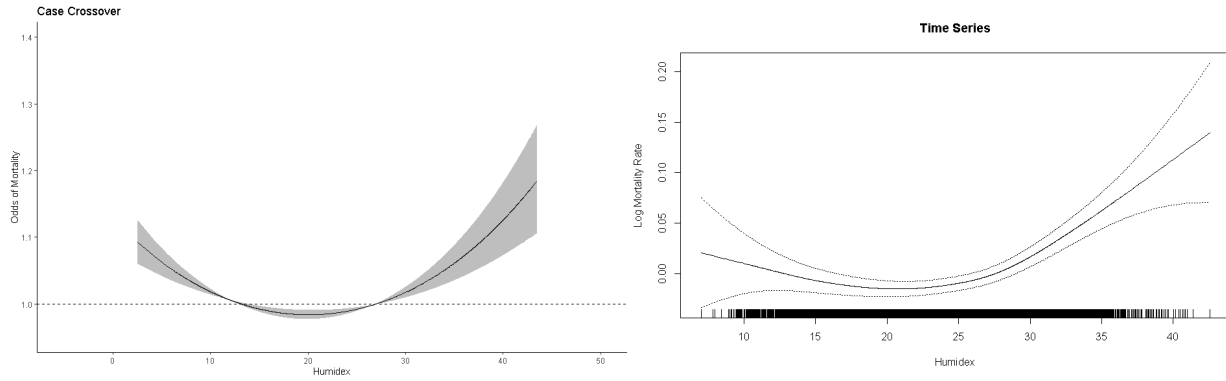 Case Crossover
Odds of Mortality
1.4
1.3
1.2
1.1
1.0
0 10 20 30 40 50
Humidex
Time Series
Log Mortality Rate
0.20
0.15
0.10
0.05
0.00
10 15 20 25 30 35 40
Humidex